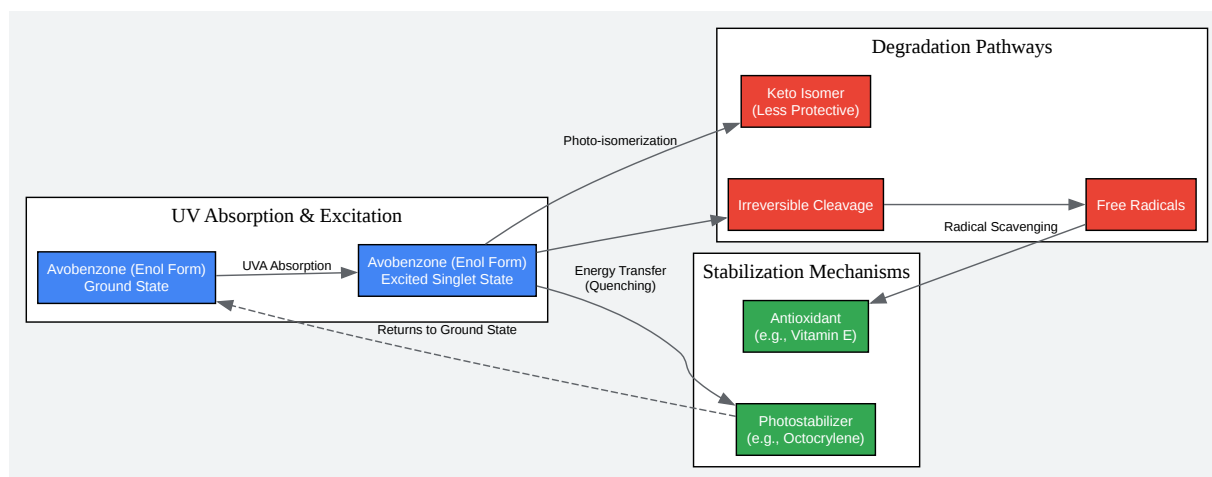 Degradation Pathways
Keto Isomer
(Less Protective)
Photo-isomerization
Irreversible Cleavage
Free Radicals
UV Absorption & Excitation
Avobenzone (Enol Form)
Ground State
UVA Absorption
Avobenzone (Enol Form)
Excited Singlet State
Radical Scavenging
Energy Transfer
(Quenching)
Stabilization Mechanisms
Antioxidant
(e.g., Vitamin E)
Returns to Ground State
Photostabilizer
(e.g., Octocrylene)